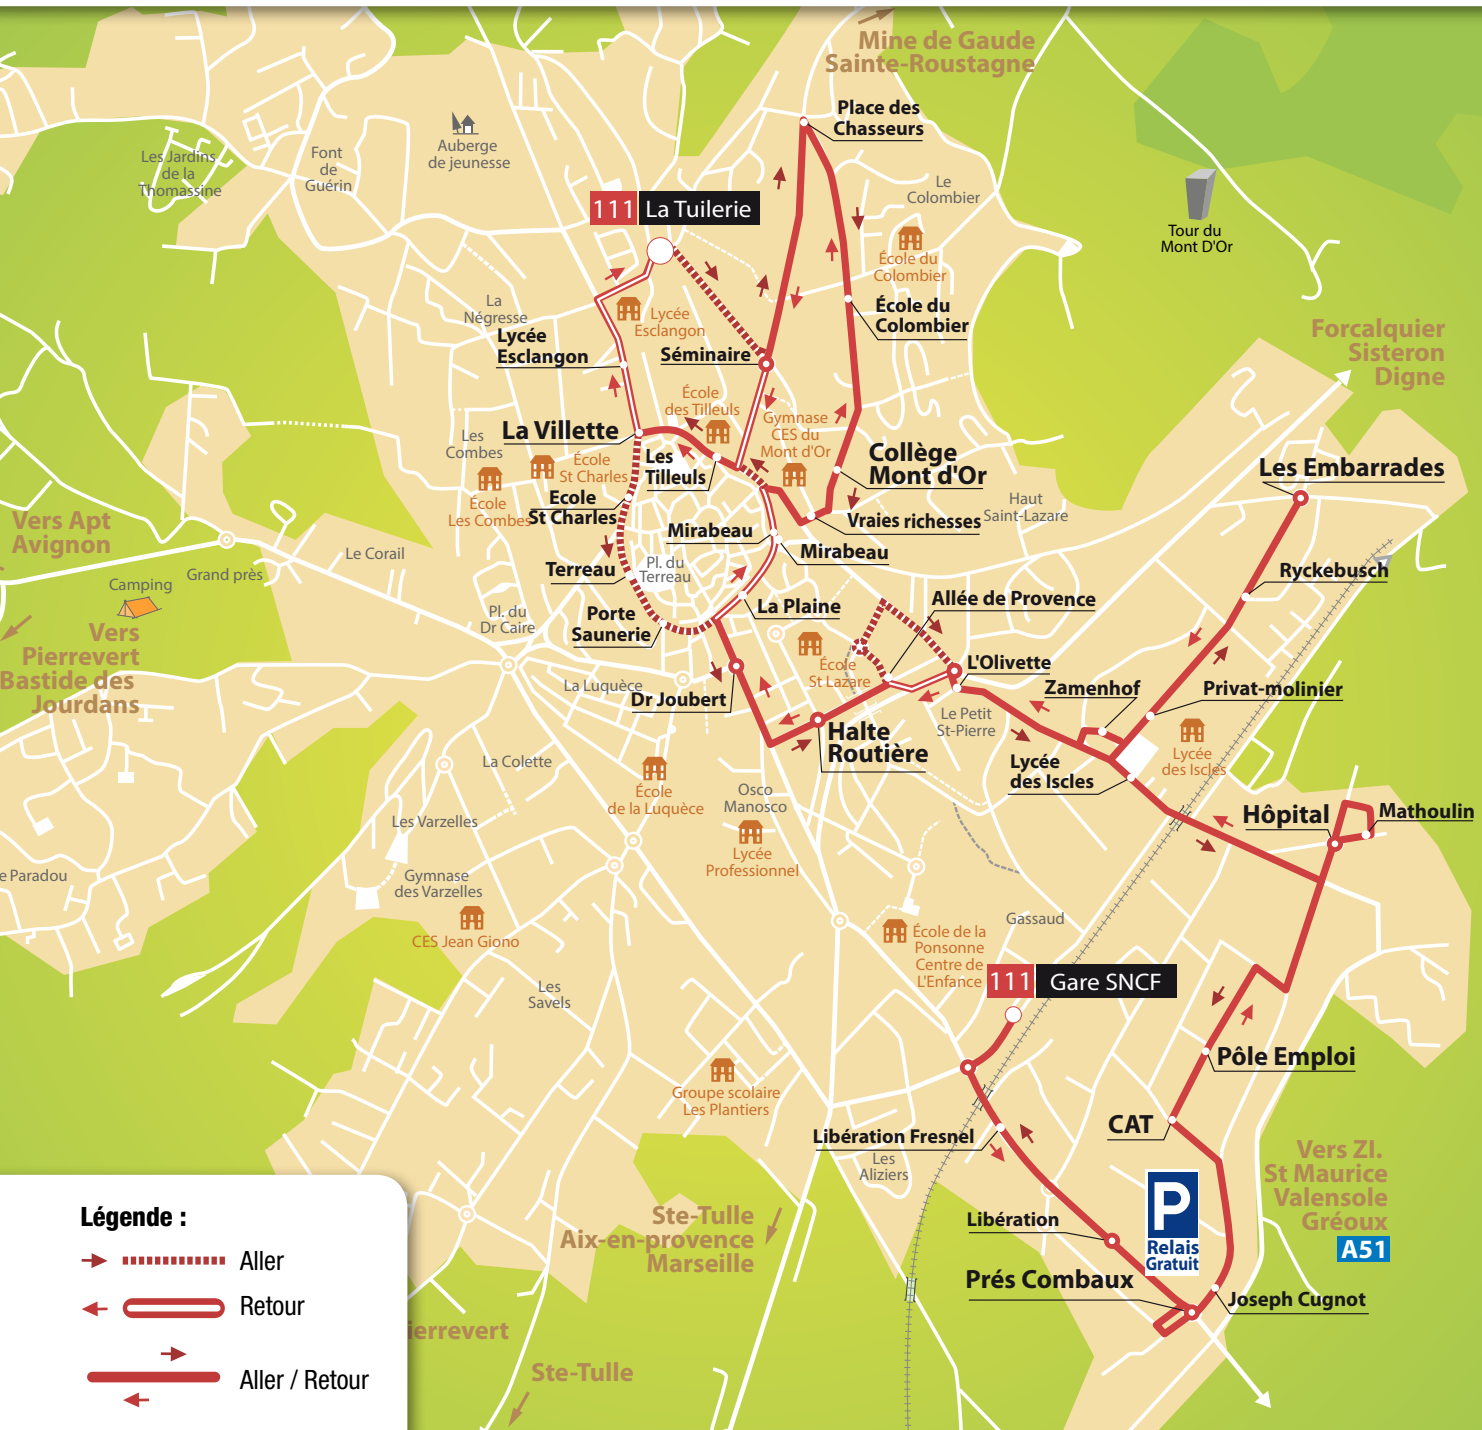 Mine de Gaude
Sainte-Roustagne
Place des
Chasseurs
Auberge
de jeunesse
Les Jardins
de la
Thomassine
Font
de
Guérin
Le
Colombier
111 La Tuilerie
Tour du
Mont D'Or
École du
Colombier
La
Négresse
Lycée
Esclangon
École du
Colombier
Lycée
Esclangon
Séminaire
Forcalquier
Sisteron
Digne
École
des Tilleuls
Gymnase
CES du
Mont d'Or
La Villette
Les
Combes
École
St Charles
Les
Tilleuls
Collège
Mont d'Or
Les Embarrades
École
Les Combes
Ecole
St Charles
Haut
Saint-Lazare
Vraies richesses
Vers Apt
Avignon
Mirabeau
Mirabeau
Le Corail
Terreau
Pl. du
Terreau
Ryckebusch
Grand près
Camping
La Plaine
Allée de Provence
Pl. du
Dr Caire
Porte
Saunerie
Vers
Pierrevert
Bastide des
Jourdans
École
St Lazare
L'Olivette
La Luquèce
Dr Joubert
Zamenhof
Privat-molinier
Le Petit
St-Pierre
Halte
Routière
Lycée
des Iscles
Lycée
des Iscles
La Colette
École
de la Luquèce
Osco
Manosco
Hôpital
Mathoulin
Les Varzelles
Lycée
Professionnel
e Paradou
Gymnase
des Varzelles
CES Jean Giono
Gassaud
École de la
Ponsonne
Centre de
L'Enfance
111 Gare SNCF
Les
Savels
Pôle Emploi
Groupe scolaire
Les Plantiers
CAT
Libération Fresnel
Les
Aliziers
Vers ZI.
St Maurice
Valensole
Gréoux
A51
P
Relais
Gratuit
Libération
Ste-Tulle
Aix-en-provence
Marseille
Prés Combaux
Joseph Cugnot
ierrevert
Ste-Tulle
Légende :
Aller
Retour
Aller / Retour